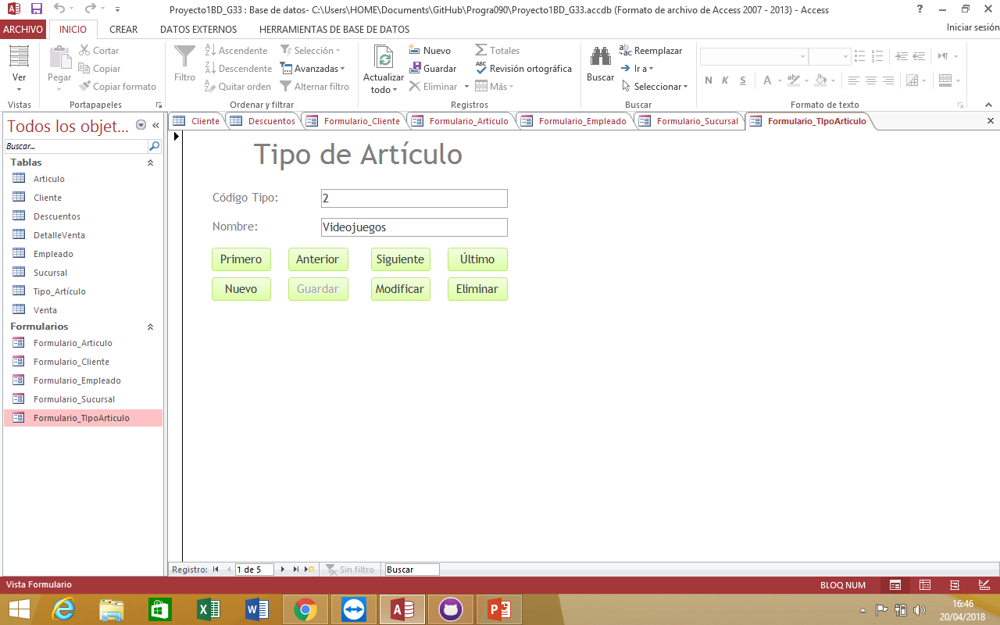 Proyecto1BD_G33 : Base de datos- C:\Users\HOME\Documents\GitHub\Progra090\Proyecto1BD_G33.accdb (Formato de archivo de Access 2007 - 2013) - Access
ARCHIVO INICIO CREAR DATOS EXTERNOS HERRAMIENTAS DE BASE DE DATOS Iniciar sesión
Ver
Vistas
Pegar
Cortar
Copiar
Copiar formato
Portapapeles
Filtro
Ascendente
Descendente
Quitar orden
Selección
Avanzadas
Alternar filtro
Ordenar y filtrar
Actualizar todo
Nuevo
Guardar
Eliminar
Totales
Revisión ortográfica
Más
Registros
Buscar
Reemplazar
Ir a
Seleccionar
Buscar
N K S A
Formato de texto
Todos los objet...
Buscar...
Tablas
Articulo
Cliente
Descuentos
DetalleVenta
Empleado
Sucursal
Tipo_Artículo
Venta
Formularios
Formulario_Articulo
Formulario_Cliente
Formulario_Empleado
Formulario_Sucursal
Formulario_TIpoArticulo
Cliente Descuentos Formulario_Cliente Formulario_Articulo Formulario_Empleado Formulario_Sucursal Formulario_TIpoArticulo
Tipo de Artículo
Código Tipo: 2
Nombre: Videojuegos
Primero Anterior Siguiente Último
Nuevo Guardar Modificar Eliminar
Registro: 1 de 5 Sin filtro Buscar
Vista Formulario BLOQ NUM
16:46
20/04/2018